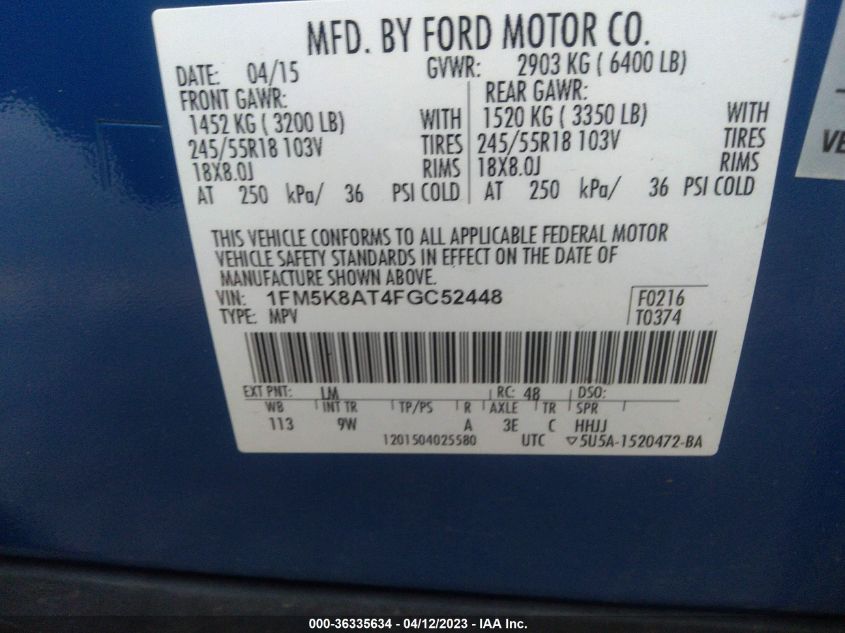 MFD. BY FORD MOTOR CO.
DATE: 04/15 GVWR: 2903 KG ( 6400 LB)
FRONT GAWR: REAR GAWR:
1452 KG ( 3200 LB) WITH 1520 KG ( 3350 LB) WITH
245/55R18 103V TIRES 245/55R18 103V TIRES
18X8.0J RIMS 18X8.0J RIMS
AT 250 kPa/ 36 PSI COLD AT 250 kPa/ 36 PSI COLD
THIS VEHICLE CONFORMS TO ALL APPLICABLE FEDERAL MOTOR
VEHICLE SAFETY STANDARDS IN EFFECT ON THE DATE OF
MANUFACTURE SHOWN ABOVE.
VIN: 1FM5K8AT4FGC52448 F0216
TYPE: MPV T0374
EXT PNT: LM RC: 48 DSO:
WB INT TR TP/PS R AXLE TR SPR
113 9W A 3E C HHJJ
1201504025580 UTC ▽5U5A-1520472-BA
VE
000-36335634 - 04/12/2023 - IAA Inc.